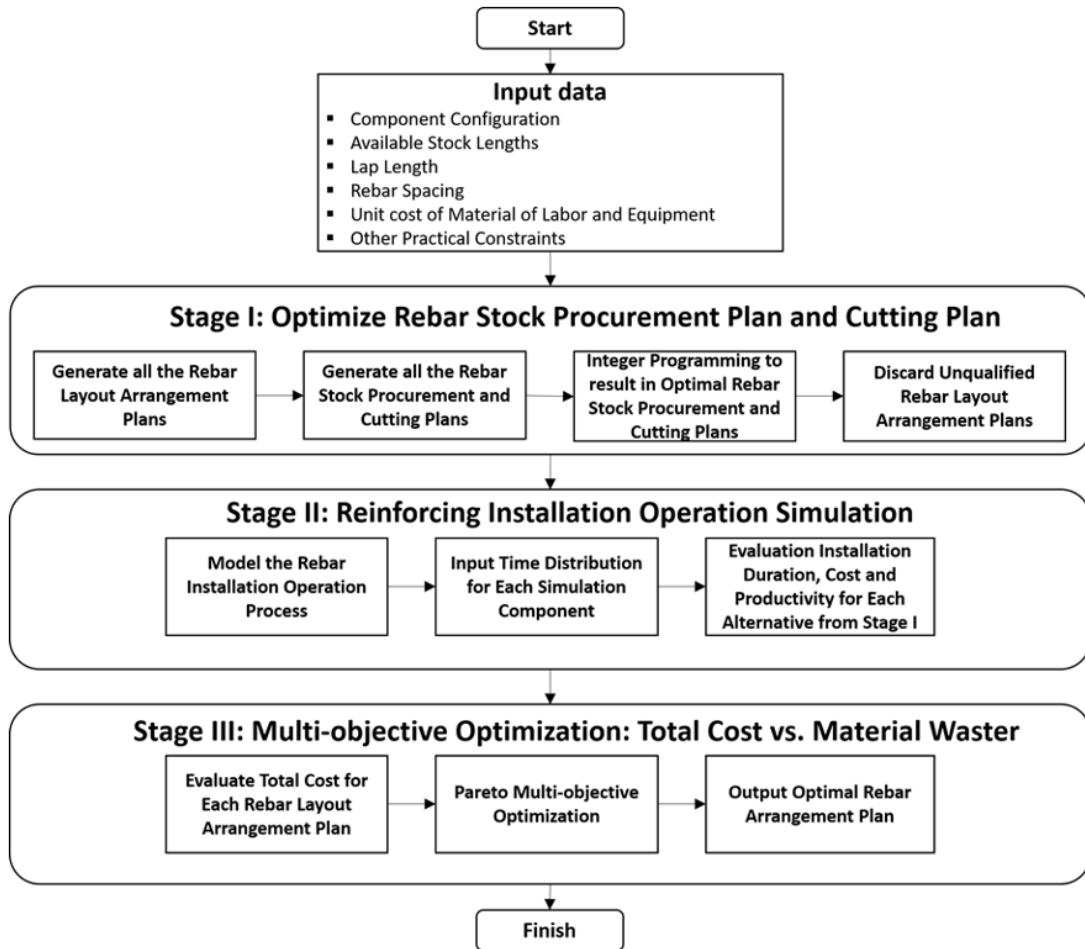 Start
Input data
▪ Component Configuration
▪ Available Stock Lengths
▪ Lap Length
▪ Rebar Spacing
▪ Unit cost of Material of Labor and Equipment
▪ Other Practical Constraints
Stage I: Optimize Rebar Stock Procurement Plan and Cutting Plan
Generate all the Rebar
Layout Arrangement
Plans
Generate all the Rebar
Stock Procurement and
Cutting Plans
Integer Programming to
result in Optimal Rebar
Stock Procurement and
Cutting Plans
Discard Unqualified
Rebar Layout
Arrangement Plans
Stage II: Reinforcing Installation Operation Simulation
Model the Rebar
Installation Operation
Process
Input Time Distribution
for Each Simulation
Component
Evaluation Installation
Duration, Cost and
Productivity for Each
Alternative from Stage I
Stage III: Multi-objective Optimization: Total Cost vs. Material Waster
Evaluate Total Cost for
Each Rebar Layout
Arrangement Plan
Pareto Multi-objective
Optimization
Output Optimal Rebar
Arrangement Plan
Finish